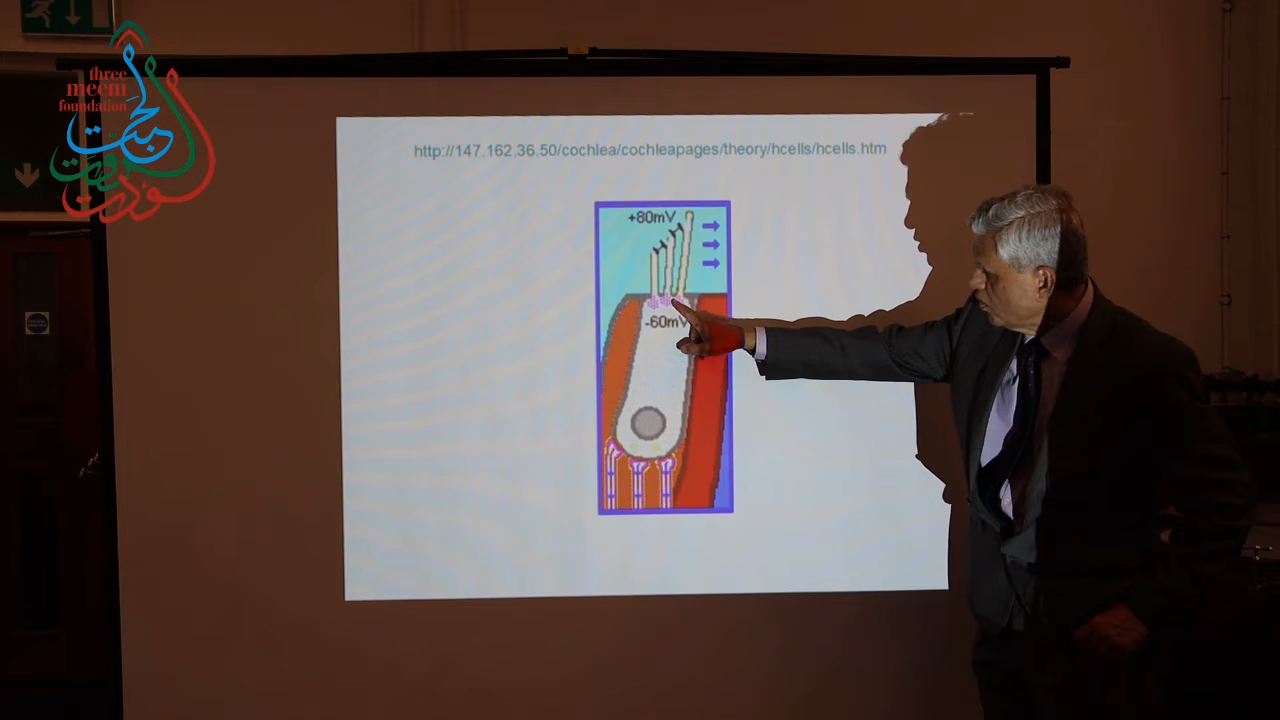 three
meem
foundation
http://147.162.36.50/cochlea/cochleapages/theory/hcells/hcells.htm
+80mV
-60mV